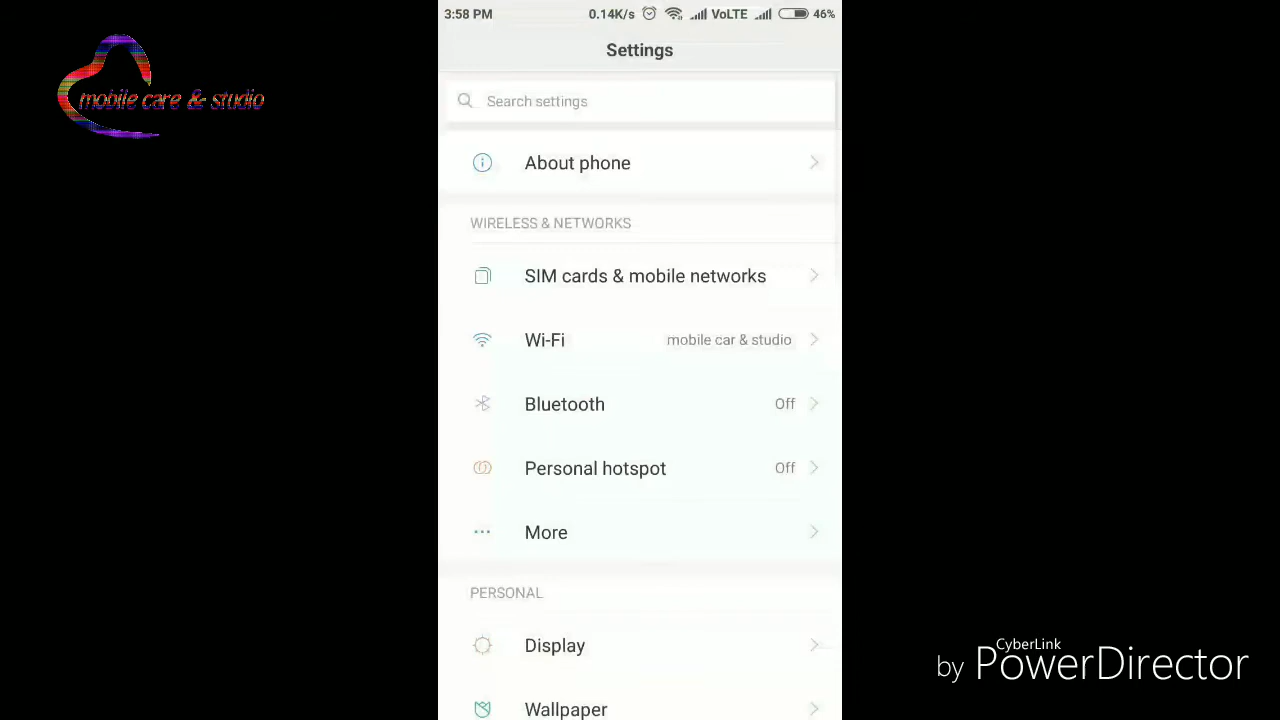 3:58 PM 0.14K/s VoLTE 46%
mobile care & studio
Settings
Search settings
About phone
WIRELESS & NETWORKS
SIM cards & mobile networks
Wi-Fi mobile car & studio
Bluetooth Off
Personal hotspot Off
More
PERSONAL
Display
Wallpaper
CyberLink
by PowerDirector